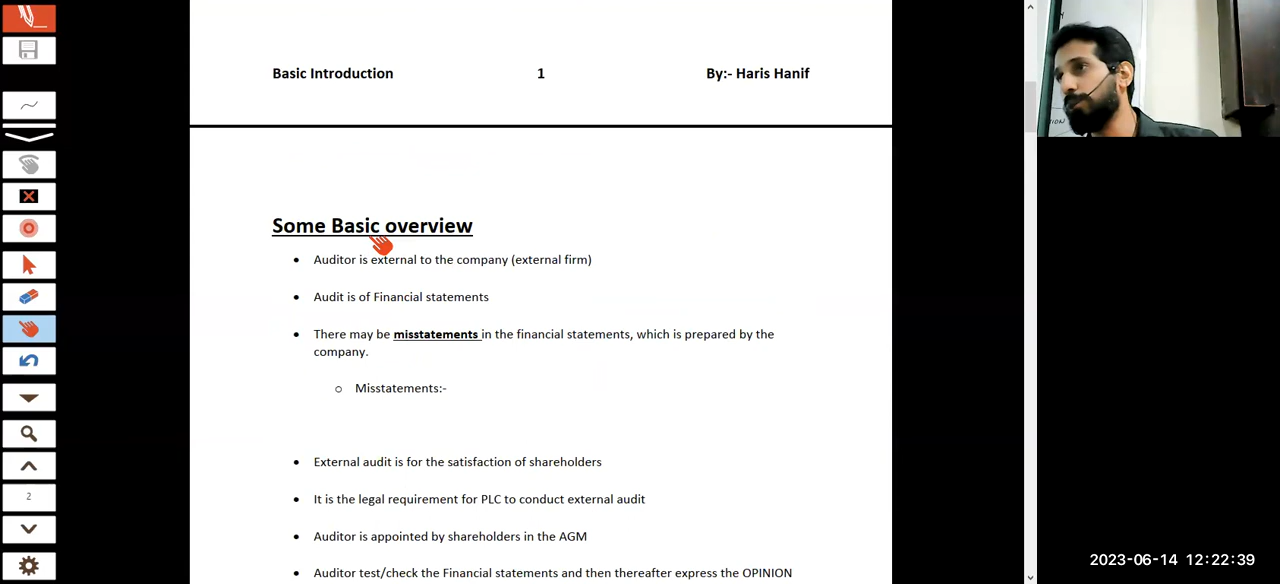 Basic Introduction 1 By:- Haris Hanif
Some Basic overview
• Auditor is external to the company (external firm)
• Audit is of Financial statements
• There may be misstatements in the financial statements, which is prepared by the
company.
o Misstatements:-
• External audit is for the satisfaction of shareholders
• It is the legal requirement for PLC to conduct external audit
• Auditor is appointed by shareholders in the AGM
• Auditor test/check the Financial statements and then thereafter express the OPINION
2
2023-06-14 12:22:39